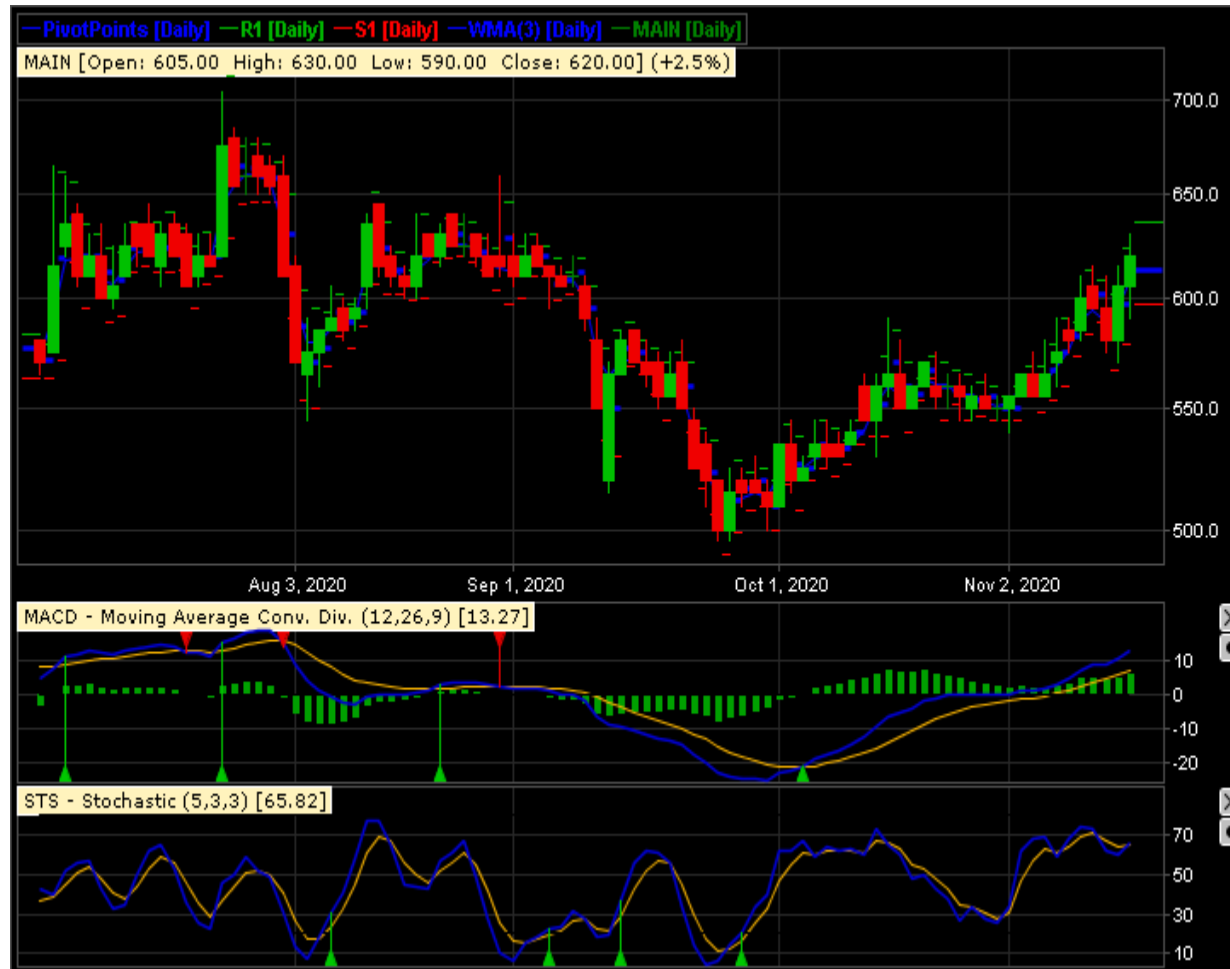 PivotPoints [Daily] R1 [Daily] S1 [Daily] WMA(3) [Daily] MAIN [Daily]
MAIN [Open: 605.00 High: 630.00 Low: 590.00 Close: 620.00] (+2.5%)
700.0
650.0
600.0
550.0
500.0
Aug 3, 2020 Sep 1, 2020 Oct 1, 2020 Nov 2, 2020
MACD - Moving Average Conv. Div. (12,26,9) [13.27]
10
0
-10
-20
STS - Stochastic (5,3,3) [65.82]
70
50
30
10